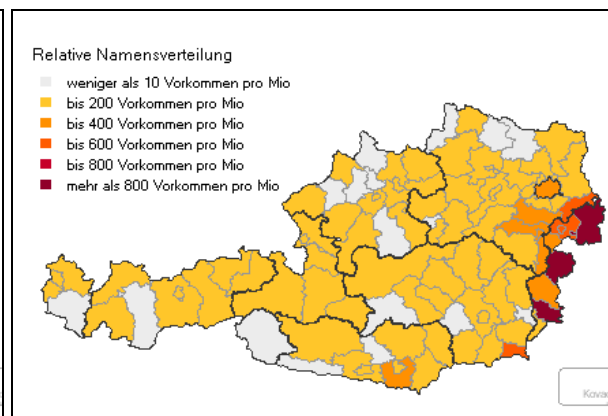 Relative Namensverteilung
weniger als 10 Vorkommen pro Mio
bis 200 Vorkommen pro Mio
bis 400 Vorkommen pro Mio
bis 600 Vorkommen pro Mio
bis 800 Vorkommen pro Mio
mehr als 800 Vorkommen pro Mio